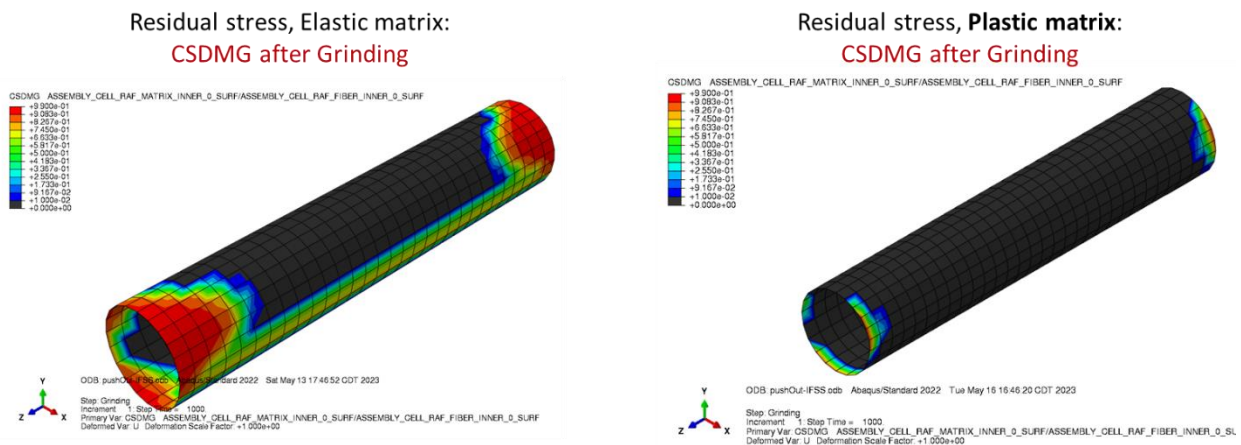 Residual stress, Elastic matrix:
CSDMG after Grinding
CSDMG ASSEMBLY_CELL_RAF_MATRIX_INNER_0_SURF/ASSEMBLY_CELL_RAF_FIBER_INNER_0_SURF
+9.900e-01
+9.083e-01
+8.267e-01
+7.450e-01
+6.633e-01
+5.817e-01
+5.000e-01
+4.183e-01
+3.367e-01
+2.550e-01
+1.733e-01
+9.167e-02
+1.000e-02
+0.000e+00
Y
Z
X
ODB: pushOut-IFSS.odb Abaqus/Standard 2022 Sat May 13 17:46:52 CDT 2023
Step: Grinding
Increment 1: Step Time = 1000.
Primary Var: CSDMG ASSEMBLY_CELL_RAF_MATRIX_INNER_0_SURF/ASSEMBLY_CELL_RAF_FIBER_INNER_0_SURF
Deformed Var: U Deformation Scale Factor: +1.000e+00
Residual stress, Plastic matrix:
CSDMG after Grinding
CSDMG ASSEMBLY_CELL_RAF_MATRIX_INNER_0_SURF/ASSEMBLY_CELL_RAF_FIBER_INNER_0_SURF
+9.900e-01
+9.083e-01
+8.267e-01
+7.450e-01
+6.633e-01
+5.817e-01
+5.000e-01
+4.183e-01
+3.367e-01
+2.550e-01
+1.733e-01
+9.167e-02
+1.000e-02
+0.000e+00
Y
Z
X
ODB: pushOut-IFSS.odb Abaqus/Standard 2022 Tue May 16 16:46:20 CDT 2023
Step: Grinding
Increment 1: Step Time = 1000.
Primary Var: CSDMG ASSEMBLY_CELL_RAF_MATRIX_INNER_0_SURF/ASSEMBLY_CELL_RAF_FIBER_INNER_0_SU
Deformed Var: U Deformation Scale Factor: +1.000e+00